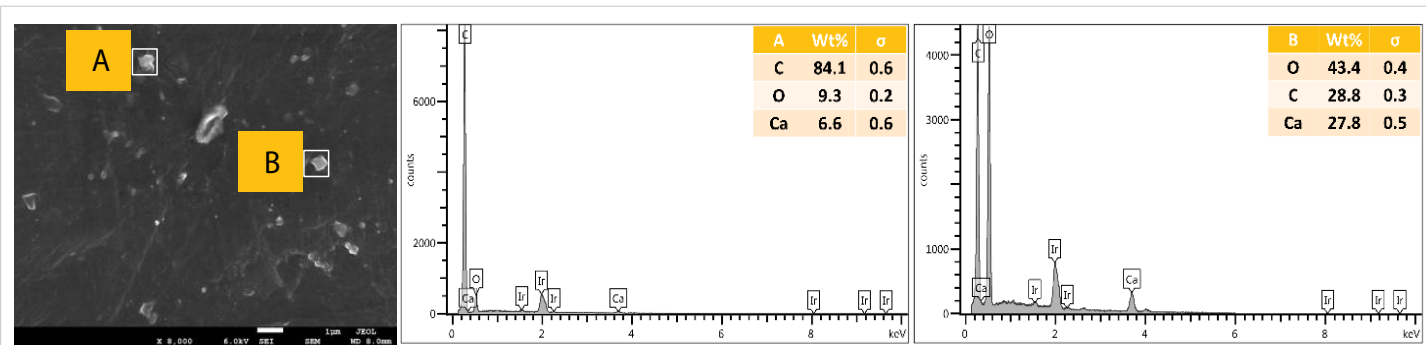 A
B
X 8,000 6.0kV SEI SEM WD 8.0mm
1μm JEOL
C
6000
2000
0
counts
Ca
O
Ir
Ir
Ir
Ca
Ir
Ir
Ir
0 2 4 6 8 keV
A Wt% σ
C 84.1 0.6
O 9.3 0.2
Ca 6.6 0.6
4000
3000
1000
0
counts
C
O
Ca
Ir
Ir
Ir
Ca
Ir
Ir
Ir
0 2 4 6 8 keV
B Wt% σ
O 43.4 0.4
C 28.8 0.3
Ca 27.8 0.5